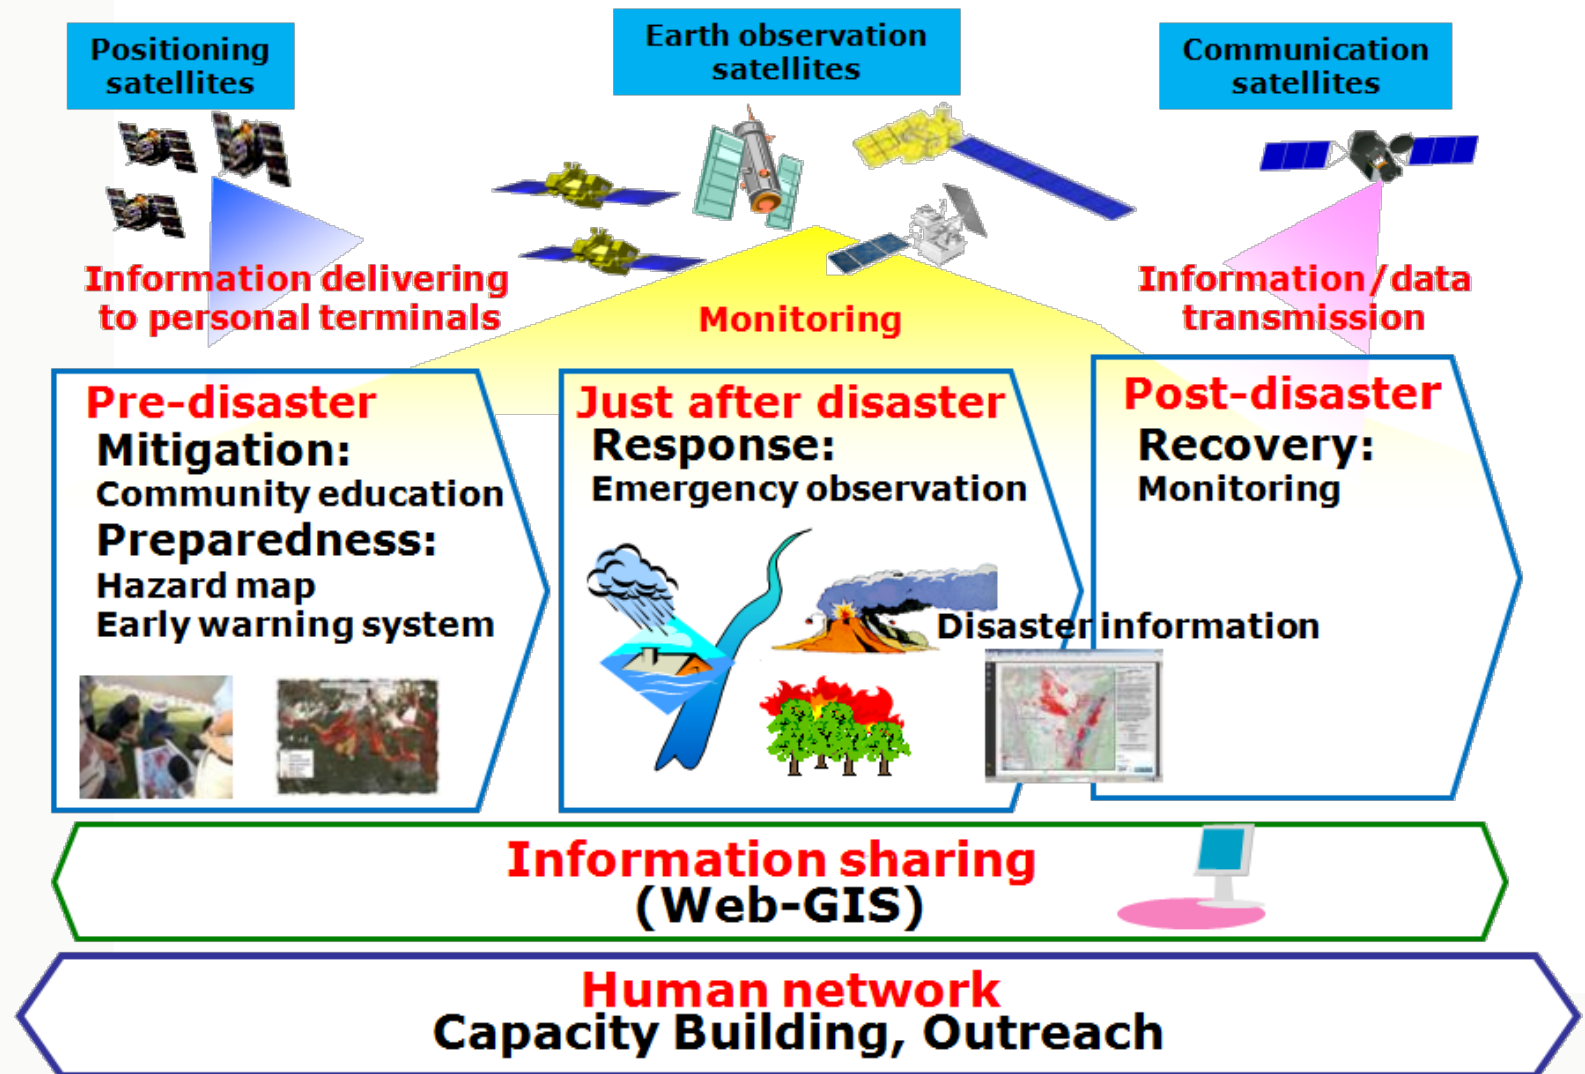 Positioning
satellites
Earth observation
satellites
Communication
satellites
Information delivering
to personal terminals
Monitoring
Information/data
transmission
Pre-disaster
Mitigation:
Community education
Preparedness:
Hazard map
Early warning system
Just after disaster
Response:
Emergency observation
Disaster information
Post-disaster
Recovery:
Monitoring
Information sharing
(Web-GIS)
Human network
Capacity Building, Outreach